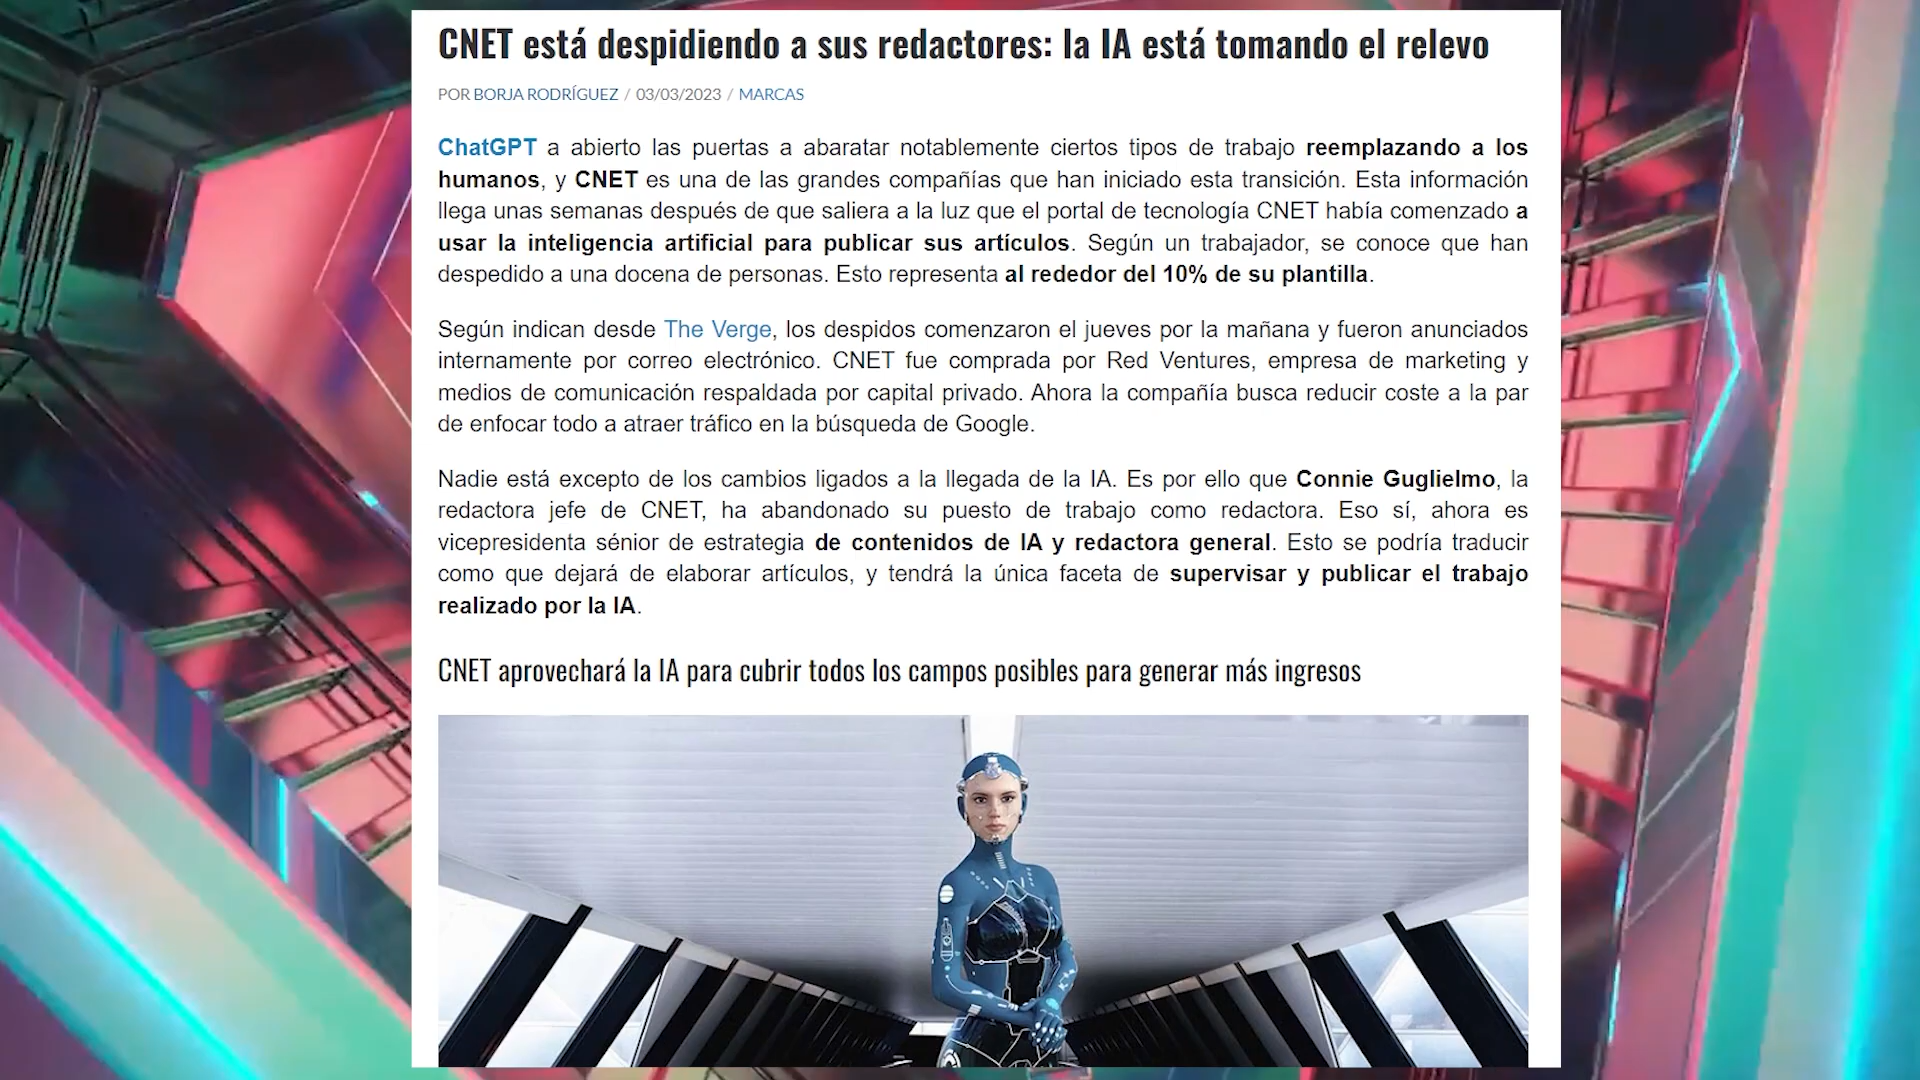 CNET está despidiendo a sus redactores: la IA está tomando el relevo
POR BORJA RODRÍGUEZ / 03/03/2023 / MARCAS
ChatGPT a abierto las puertas a abaratar notablemente ciertos tipos de trabajo reemplazando a los
humanos, y CNET es una de las grandes compañías que han iniciado esta transición. Esta información
llega unas semanas después de que saliera a la luz que el portal de tecnología CNET había comenzado a
usar la inteligencia artificial para publicar sus artículos. Según un trabajador, se conoce que han
despedido a una docena de personas. Esto representa al rededor del 10% de su plantilla.
Según indican desde The Verge, los despidos comenzaron el jueves por la mañana y fueron anunciados
internamente por correo electrónico. CNET fue comprada por Red Ventures, empresa de marketing y
medios de comunicación respaldada por capital privado. Ahora la compañía busca reducir coste a la par
de enfocar todo a atraer tráfico en la búsqueda de Google.
Nadie está excepto de los cambios ligados a la llegada de la IA. Es por ello que Connie Guglielmo, la
redactora jefe de CNET, ha abandonado su puesto de trabajo como redactora. Eso sí, ahora es
vicepresidenta sénior de estrategia de contenidos de IA y redactora general. Esto se podría traducir
como que dejará de elaborar artículos, y tendrá la única faceta de supervisar y publicar el trabajo
realizado por la IA.
CNET aprovechará la IA para cubrir todos los campos posibles para generar más ingresos